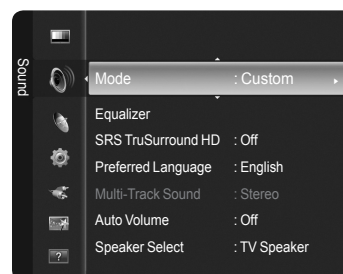 Sound
Mode : Custom
Equalizer
SRS TruSurround HD : Off
Preferred Language : English
Multi-Track Sound : Stereo
Auto Volume : Off
Speaker Select : TV Speaker
?